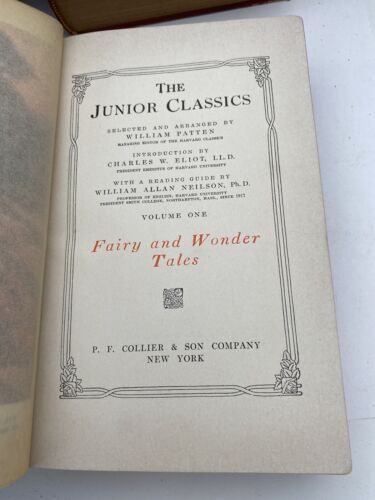 THE
JUNIOR CLASSICS
SELECTED AND ARRANGED BY
WILLIAM PATTEN
MANAGING EDITOR OF THE HARVARD CLASSICS
INTRODUCTION BY
CHARLES W. ELIOT, LL.D.
PRESIDENT EMERITUS OF HARVARD UNIVERSITY
WITH A READING GUIDE BY
WILLIAM ALLAN NEILSON, Ph.D.
PROFESSOR OF ENGLISH, HARVARD UNIVERSITY
PRESIDENT SMITH COLLEGE, NORTHAMPTON, MASS., SINCE 1917
VOLUME ONE
Fairy and Wonder
Tales
P. F. COLLIER & SON COMPANY
NEW YORK